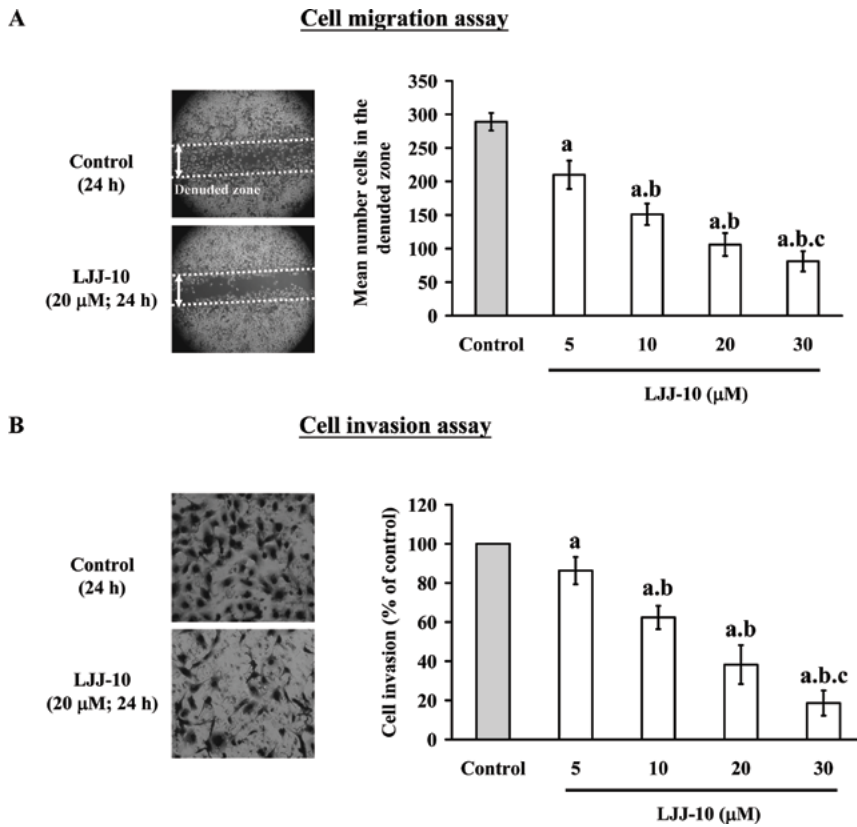 A
Cell migration assay
Control
(24 h)
Denuded zone
LJJ-10
(20 μM; 24 h)
Mean number cells in the
denuded zone
350
300
250
200
150
100
50
0
a
a.b
a.b
a.b.c
Control
5
10
20
30
LJJ-10 (μM)
B
Cell invasion assay
Control
(24 h)
LJJ-10
(20 μM; 24 h)
Cell invasion (% of control)
120
100
80
60
40
20
0
a
a.b
a.b
a.b.c
Control
5
10
20
30
LJJ-10 (μM)